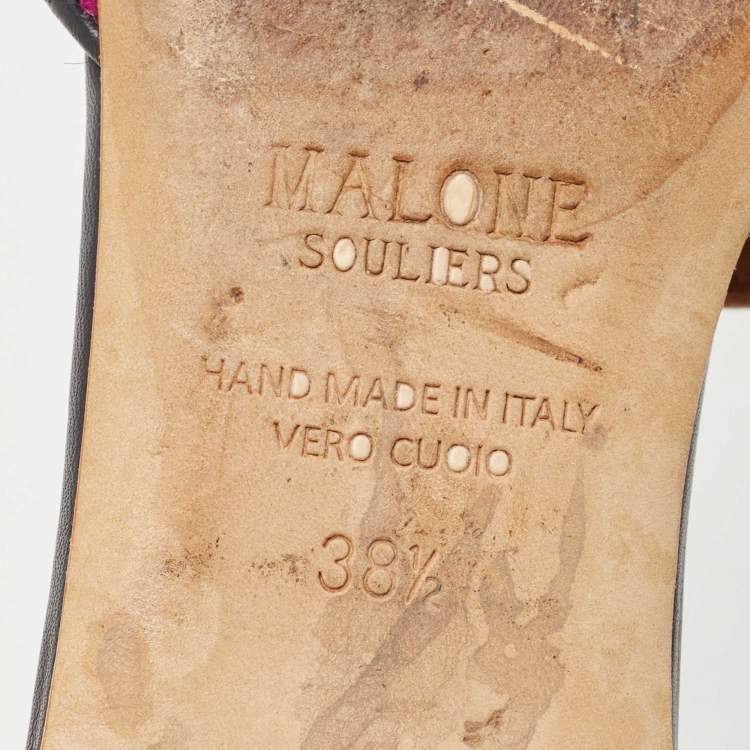 MALONE
SOULIERS
HAND MADE IN ITALY
VERO CUOIO
38½